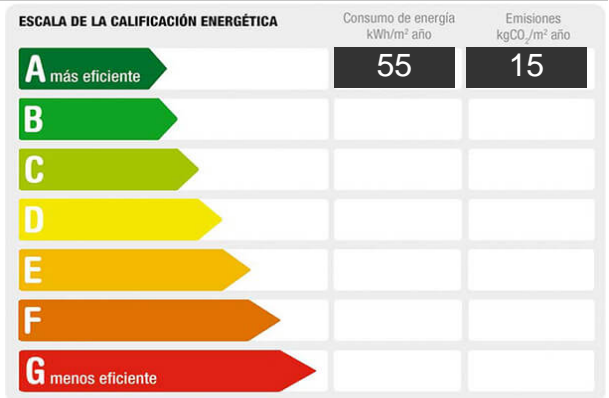 ESCALA DE LA CALIFICACIÓN ENERGÉTICA
Consumo de energía
kWh/m² año
Emisiones
kgCO₂/m² año
A más eficiente
55
15
B
C
D
E
F
G menos eficiente